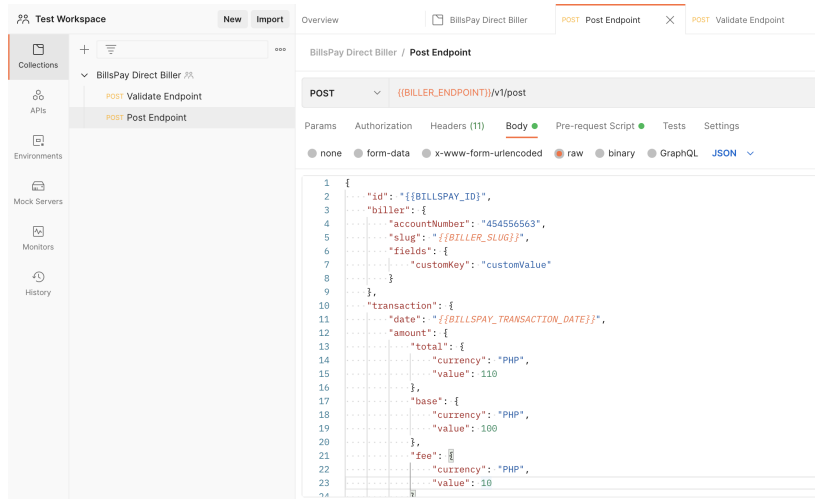 Test Workspace
New
Import
Overview
BillsPay Direct Biller
POST Post Endpoint
POST Validate Endpoint
Collections
APIs
Environments
Mock Servers
Monitors
History
BillsPay Direct Biller
POST Validate Endpoint
POST Post Endpoint
BillsPay Direct Biller / Post Endpoint
POST
{{BILLER_ENDPOINT}}/v1/post
Params Authorization Headers (11) Body Pre-request Script Tests Settings
none form-data x-www-form-urlencoded raw binary GraphQL JSON
1 {
2 "id": "{{BILLSPAY_ID}",
3 "biller": {
4 "accountNumber": "454556563",
5 "slug": "{{BILLER_SLUG}}",
6 "fields": {
7 "customKey": "customValue"
8 }
9 },
10 "transaction": {
11 "date": "{{BILLSPAY_TRANSACTION_DATE}}",
12 "amount": {
13 "total": {
14 "currency": "PHP",
15 "value": 110
16 },
17 "base": {
18 "currency": "PHP",
19 "value": 100
20 },
21 "fee": {
22 "currency": "PHP",
23 "value": 10
24 }